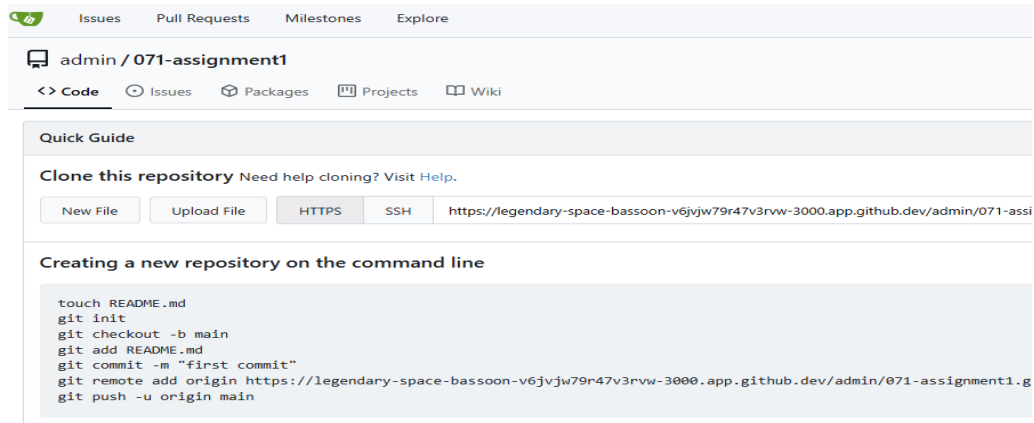 Issues Pull Requests Milestones Explore
admin / 071-assignment1
<> Code Issues Packages Projects Wiki
Quick Guide
Clone this repository Need help cloning? Visit Help.
New File Upload File HTTPS SSH https://legendary-space-bassoon-v6jvjw79r47v3rvw-3000.app.github.dev/admin/071-assi
Creating a new repository on the command line
touch README.md
git init
git checkout -b main
git add README.md
git commit -m "first commit"
git remote add origin https://legendary-space-bassoon-v6jvjw79r47v3rvw-3000.app.github.dev/admin/071-assignment1.g
git push -u origin main